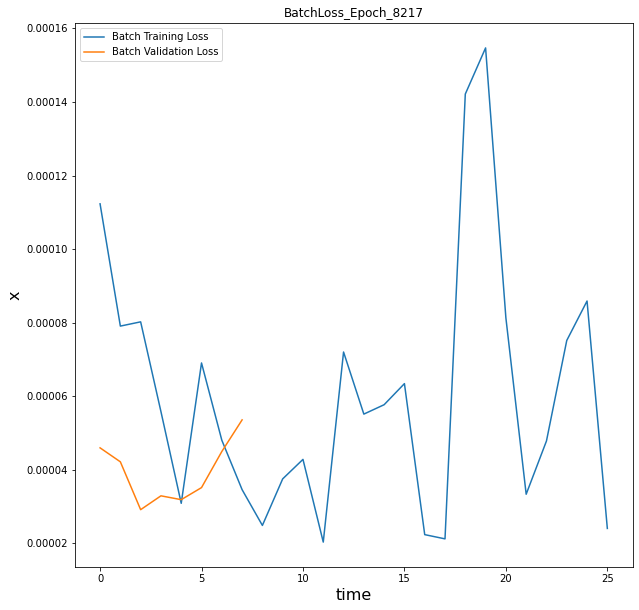 BatchLoss_Epoch_8217
Batch Training Loss
Batch Validation Loss
0.00016
0.00014
0.00012
0.00010
0.00008
0.00006
0.00004
0.00002
x
0 5 10 15 20 25
time